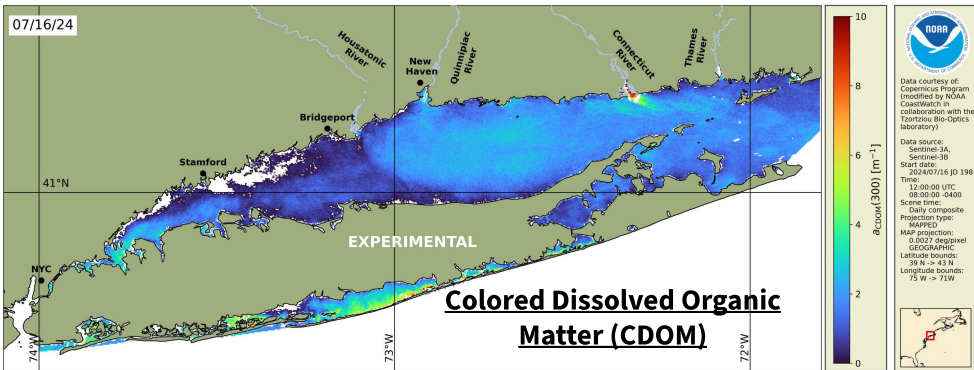 07/16/24
Housatonic
River
New
Haven
Quinnipiac
River
Connecticut
River
Thames
River
Bridgeport
Stamford
41°N
NYC
EXPERIMENTAL
Colored Dissolved Organic
Matter (CDOM)
74°W
73°W
72°W
10
8
6
4
2
0
aCDOM(300) [m⁻¹]
NOAA
Data courtesy of:
Copernicus Program
(modified by NOAA
CoastWatch in
collaboration with the
Tzortziou Bio-Optics
laboratory)
Data source:
Sentinel-3A,
Sentinel-3B
Start date:
2024/07/16 JD 198
Time:
12:00:00 UTC
08:00:00 -0400
Scene time:
Daily composite
Projection type:
MAPPED
MAP projection:
0.0027 deg/pixel
GEOGRAPHIC
Latitude bounds:
39 N -> 43 N
Longitude bounds:
75 W -> 71W